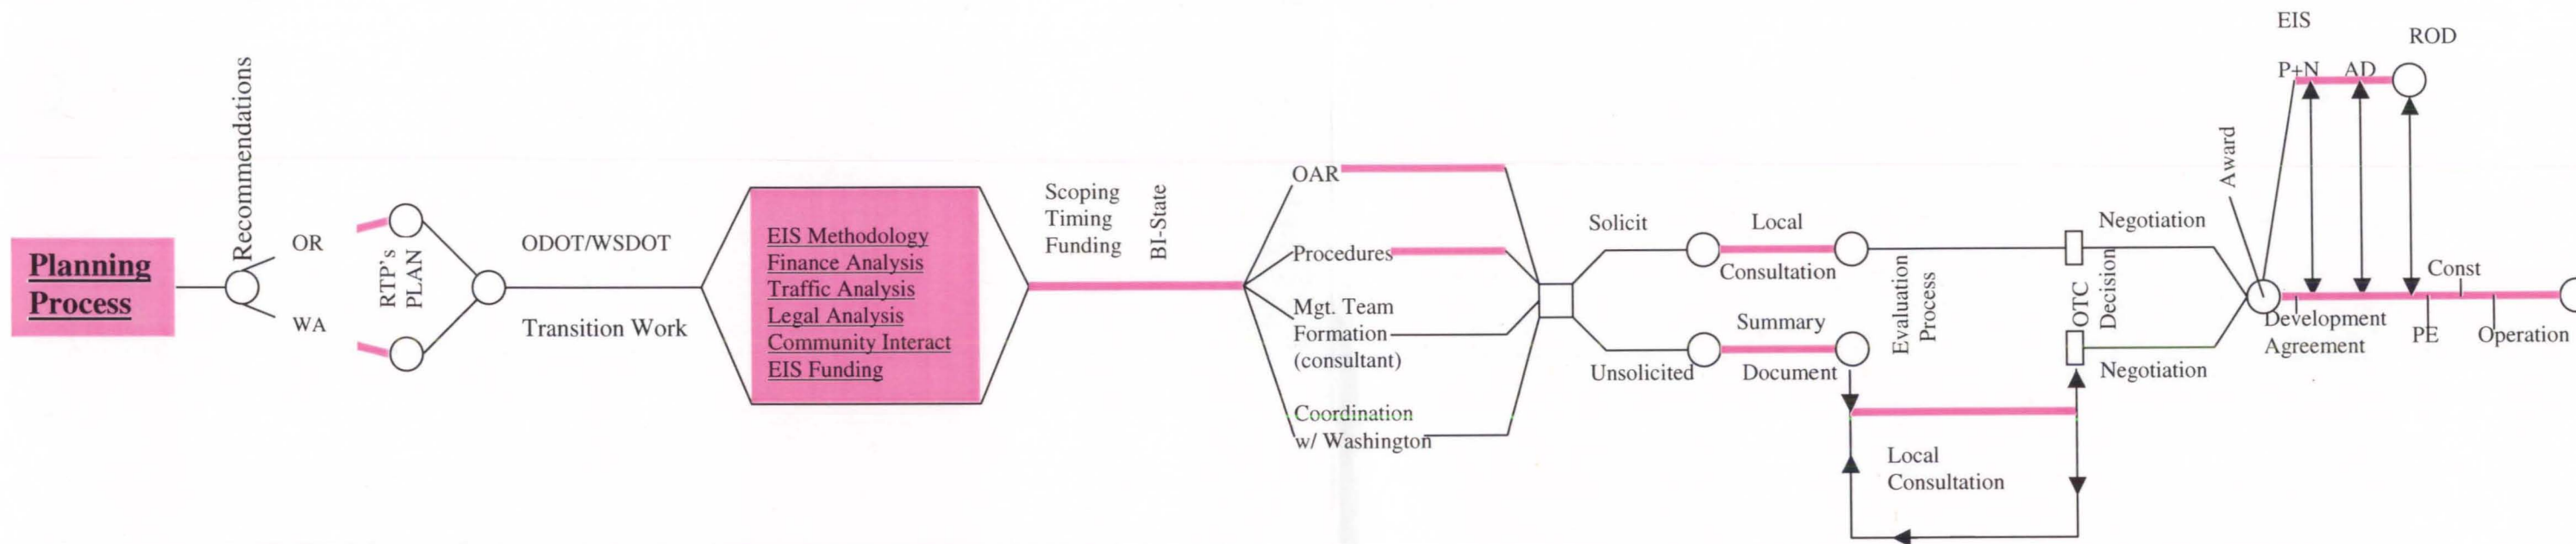 Planning
Process
Recommendations
OR
WA
RTP's
PLAN
ODOT/WSDOT
Transition Work
EIS Methodology
Finance Analysis
Traffic Analysis
Legal Analysis
Community Interact
EIS Funding
Scoping
Timing
Funding
BI-State
OAR
Procedures
Mgt. Team
Formation
(consultant)
Coordination
w/ Washington
Solicit
Unsolicited
Local
Consultation
Summary
Document
Evaluation
Process
Local
Consultation
OTC
Decision
Negotiation
Negotiation
Award
EIS
P+N
AD
ROD
Development
Agreement
PE
Const
Operation